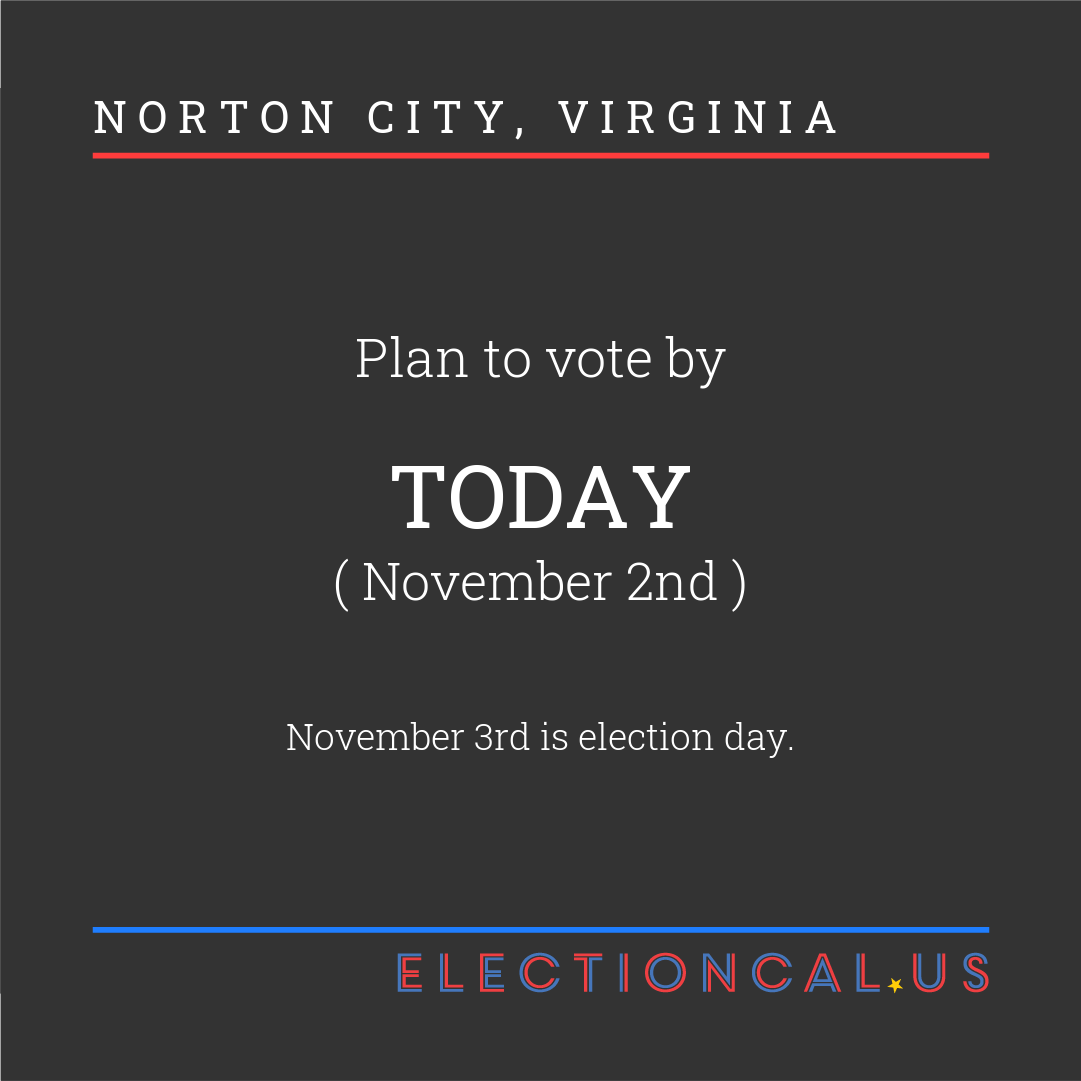 NORTON CITY, VIRGINIA
Plan to vote by
TODAY
( November 2nd )
November 3rd is election day.
ELECTIONCAL.US